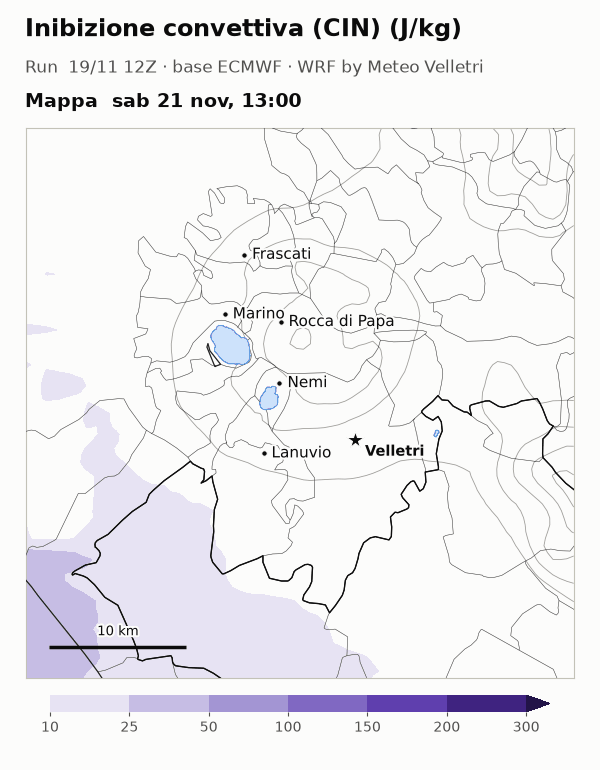 Inibizione convettiva (CIN) (J/kg)
Run  19/11 12Z · base ECMWF · WRF by Meteo Velletri
Mappa  sab 21 nov, 13:00
Frascati
Marino
Rocca di Papa
Nemi
Velletri
Lanuvio
10 km
10 25 50 100 150 200 300